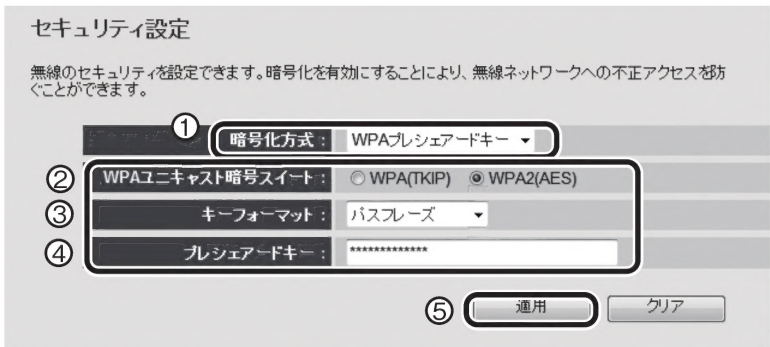 セキュリティ設定
無線のセキュリティを設定できます。暗号化を有効にすることにより、無線ネットワークへの不正アクセスを防
ぐことができます。
① 暗号化方式： WPAプレシェアードキー
② WPAユニキャスト暗号スイート： WPA(TKIP) WPA2(AES)
③ キーフォーマット： パスフレーズ
④ プレシェアードキー： *************
⑤ 適用 クリア